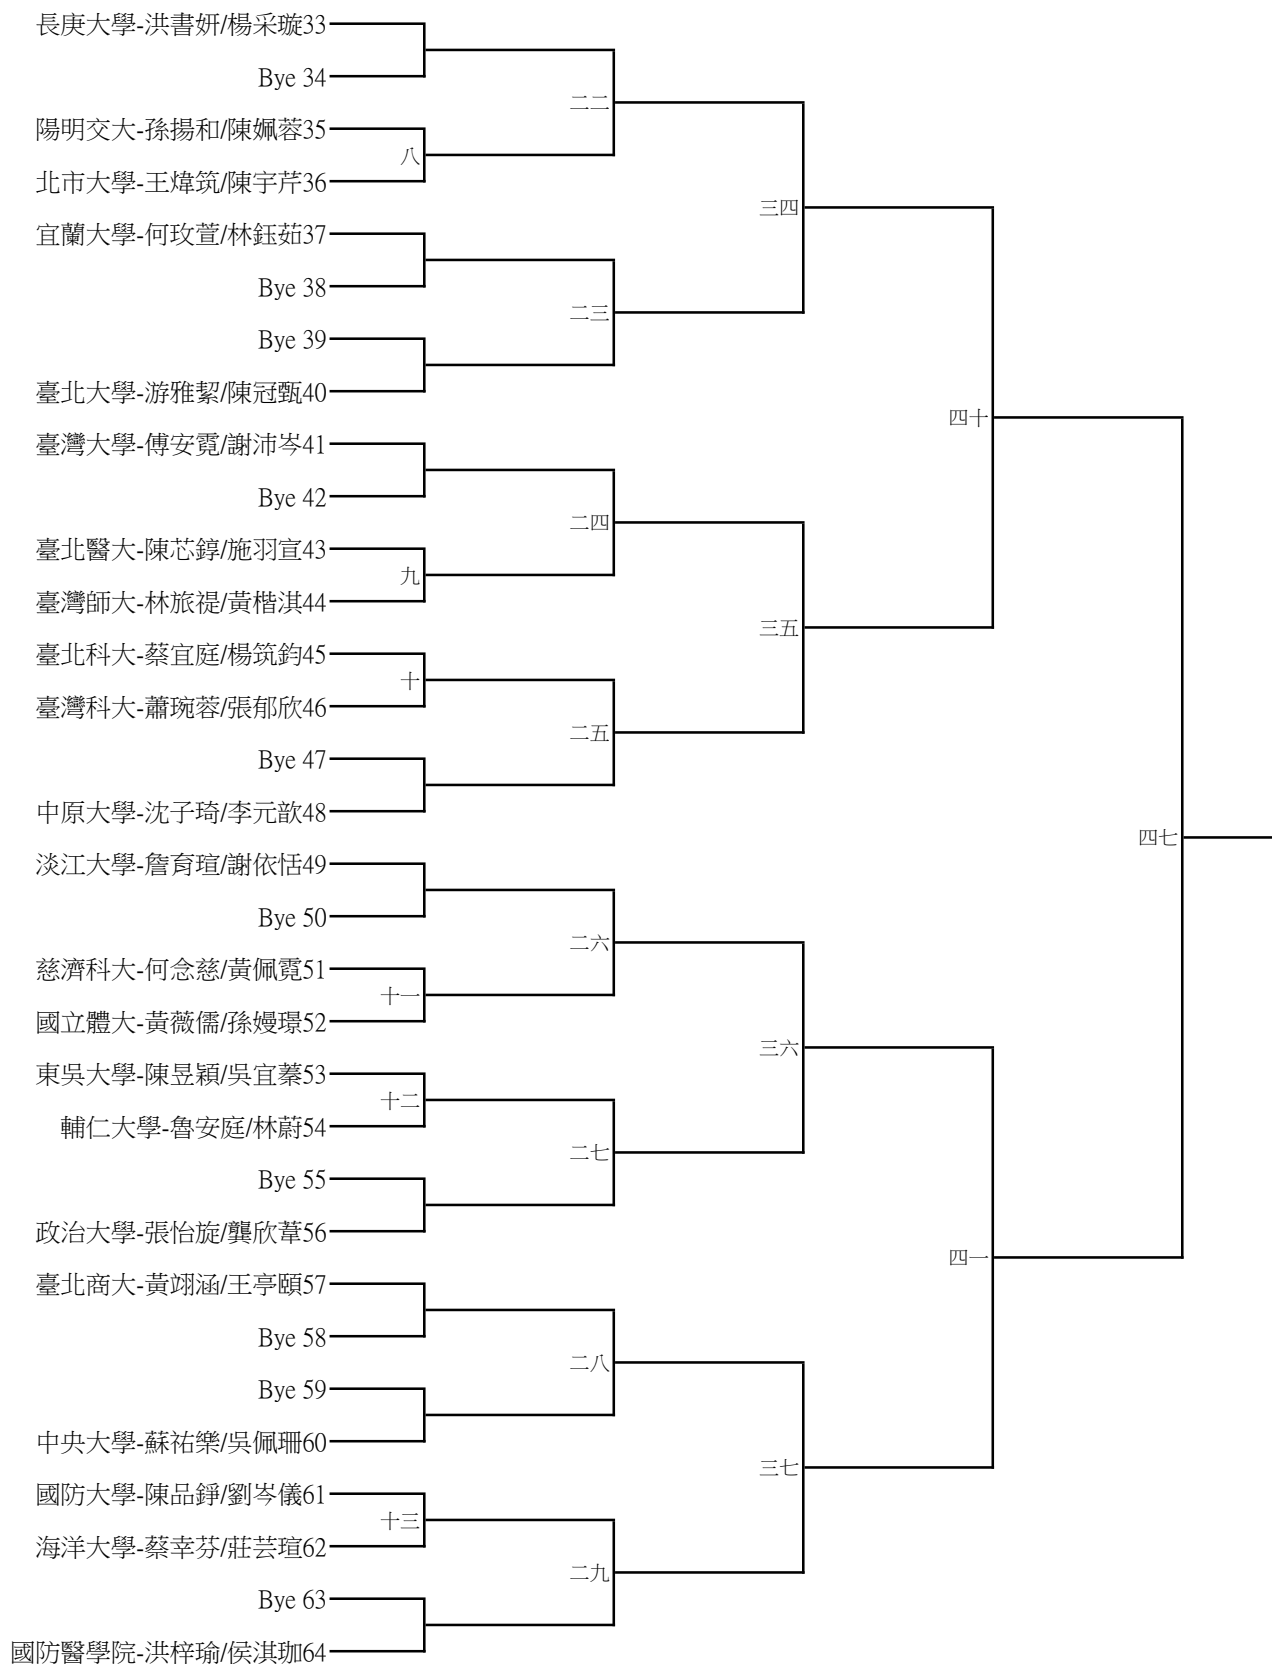 長庚大學-洪書妍/楊采璇33
Bye 34
二二
陽明交大-孫揚和/陳姵蓉35
八
北市大學-王煒筑/陳宇芹36
三四
宜蘭大學-何玫萱/林鈺茹37
Bye 38
二三
Bye 39
臺北大學-游雅絜/陳冠甄40
四十
臺灣大學-傅安霓/謝沛岑41
Bye 42
二四
臺北醫大-陳芯錞/施羽宣43
九
臺灣師大-林旅禔/黃楷淇44
三五
臺北科大-蔡宜庭/楊筑鈞45
十
臺灣科大-蕭琬蓉/張郁欣46
二五
Bye 47
中原大學-沈子琦/李元歆48
四七
淡江大學-詹育瑄/謝依恬49
Bye 50
二六
慈濟科大-何念慈/黃佩霓51
十一
國立體大-黃薇儒/孫嫚璟52
三六
東吳大學-陳昱穎/吳宜蓁53
十二
輔仁大學-魯安庭/林蔚54
二七
Bye 55
政治大學-張怡旋/龔欣葦56
四一
臺北商大-黃翊涵/王亭頤57
Bye 58
二八
Bye 59
中央大學-蘇祐樂/吳佩珊60
三七
國防大學-陳品錚/劉岑儀61
十三
海洋大學-蔡幸芬/莊芸瑄62
二九
Bye 63
國防醫學院-洪梓瑜/侯淇珈64